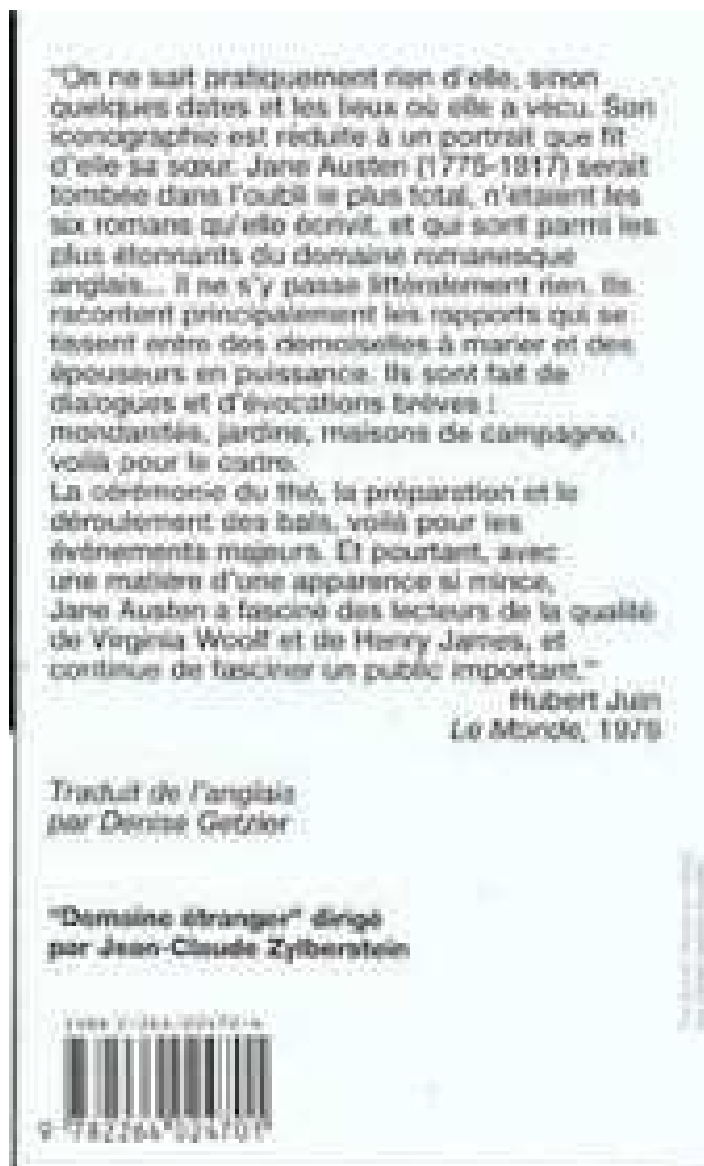 "On ne sait pratiquement rien d'elle, sinon
quelques dates et les lieux où elle a vécu. Son
iconographie est réduite à un portrait que fit
d'elle sa sœur. Jane Austen (1775-1817) serait
tombée dans l'oubli le plus total, n'étaient les
six romans qu'elle écrivit, et qui sont parmi les
plus étonnants du domaine romanesque
anglais... Il ne s'y passe littéralement rien. Ils
racontent principalement les rapports qui se
tissent entre des demoiselles à marier et des
épouseurs en puissance. Ils sont fait de
dialogues et d'évocations brèves :
mondanités, jardins, maisons de campagne,
voilà pour le cadre.
La cérémonie du thé, la préparation et le
déroulement des bals, voilà pour les
événements majeurs. Et pourtant, avec
une matière d'une apparence si mince,
Jane Austen a fasciné des lecteurs de la qualité
de Virginia Woolf et de Henry James, et
continue de fasciner un public important."
Hubert Juin
Le Monde,
Traduit de l'anglais
par Denise Getzler
"Domaine étranger" dirigé
par Jean-Claude Zylberstein
9 782264 024701